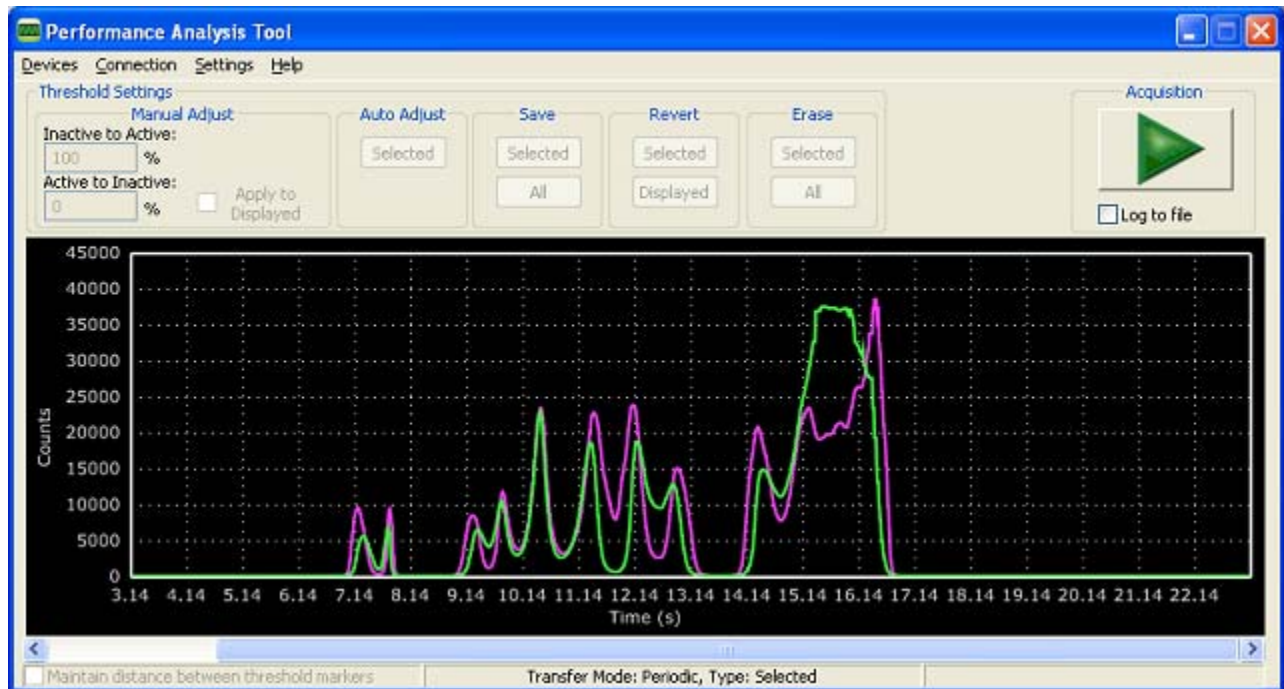 Performance Analysis Tool
Devices Connection Settings Help
Threshold Settings
Manual Adjust
Inactive to Active:
100 %
Active to Inactive:
0 %
Apply to
Displayed
Auto Adjust
Selected
Save
Selected
All
Revert
Selected
Displayed
Erase
Selected
All
Acquisition
Log to file
45000
40000
35000
30000
25000
20000
15000
10000
5000
0
Counts
3.14 4.14 5.14 6.14 7.14 8.14 9.14 10.14 11.14 12.14 13.14 14.14 15.14 16.14 17.14 18.14 19.14 20.14 21.14 22.14
Time (s)
Maintain distance between threshold markers
Transfer Mode: Periodic, Type: Selected